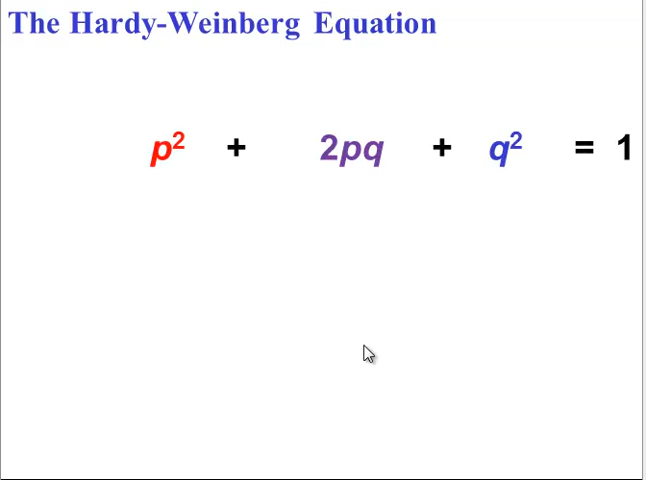 The Hardy-Weinberg Equation
p² + 2pq + q² = 1